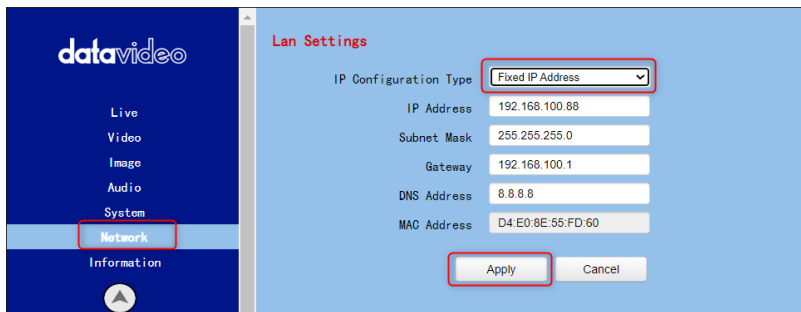 datavideo
Live
Video
Image
Audio
System
Network
Information
Lan Settings
IP Configuration Type Fixed IP Address
IP Address 192.168.100.88
Subnet Mask 255.255.255.0
Gateway 192.168.100.1
DNS Address 8.8.8.8
MAC Address D4:E0:8E:55:FD:60
Apply Cancel